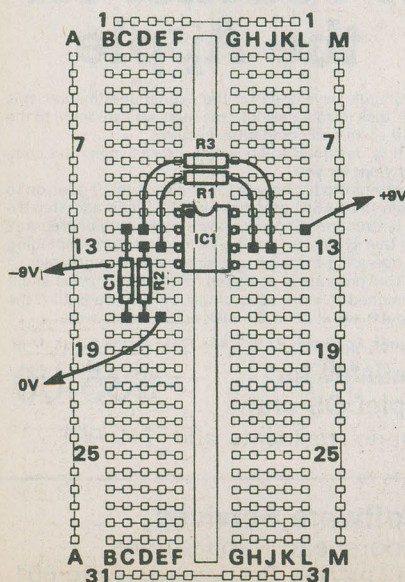 1 1
A BCDEF GHJKL M
7 7
R3
R1
+9V
IC1
13 13
-9V
C1 R2
19 19
0V
25 25
A BCDEF GHJKL M
31 31